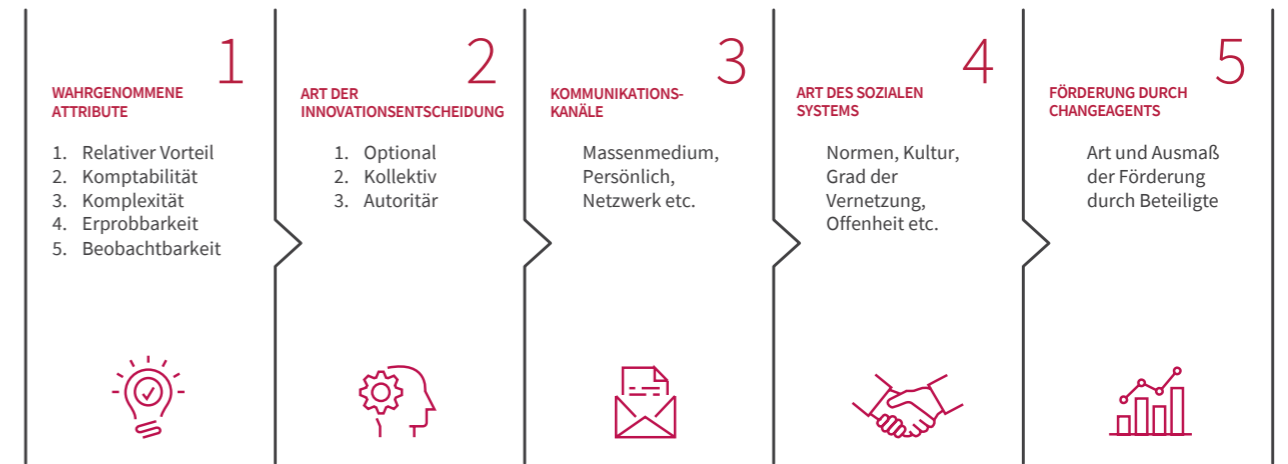 1
WAHRGENOMMENE
ATTRIBUTE
1. Relativer Vorteil
2. Komptabilität
3. Komplexität
4. Erprobbarkeit
5. Beobachtbarkeit
2
ART DER
INNOVATIONSENTSCHEIDUNG
1. Optional
2. Kollektiv
3. Autoritär
3
KOMMUNIKATIONS-
KANÄLE
Massenmedium,
Persönlich,
Netzwerk etc.
4
ART DES SOZIALEN
SYSTEMS
Normen, Kultur,
Grad der
Vernetzung,
Offenheit etc.
5
FÖRDERUNG DURCH
CHANGEAGENTS
Art und Ausmaß
der Förderung
durch Beteiligte